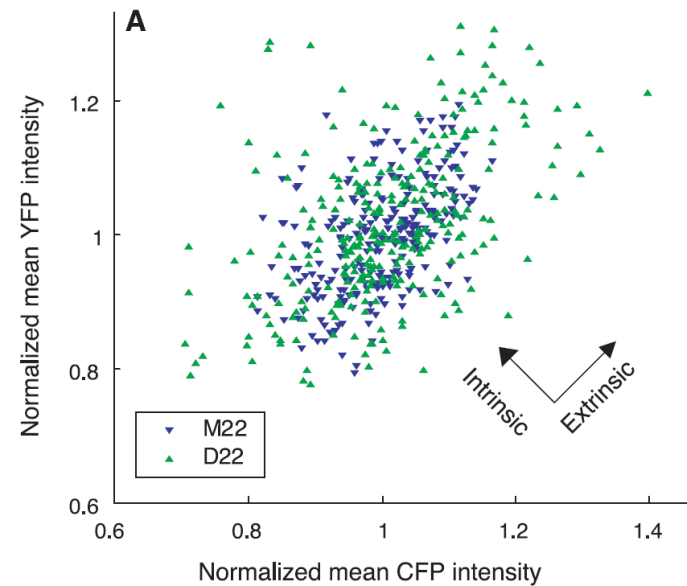 A
Normalized mean YFP intensity
1.2
1
0.8
0.6
Intrinsic
Extrinsic
M22
D22
0.6
0.8
1
1.2
1.4
Normalized mean CFP intensity